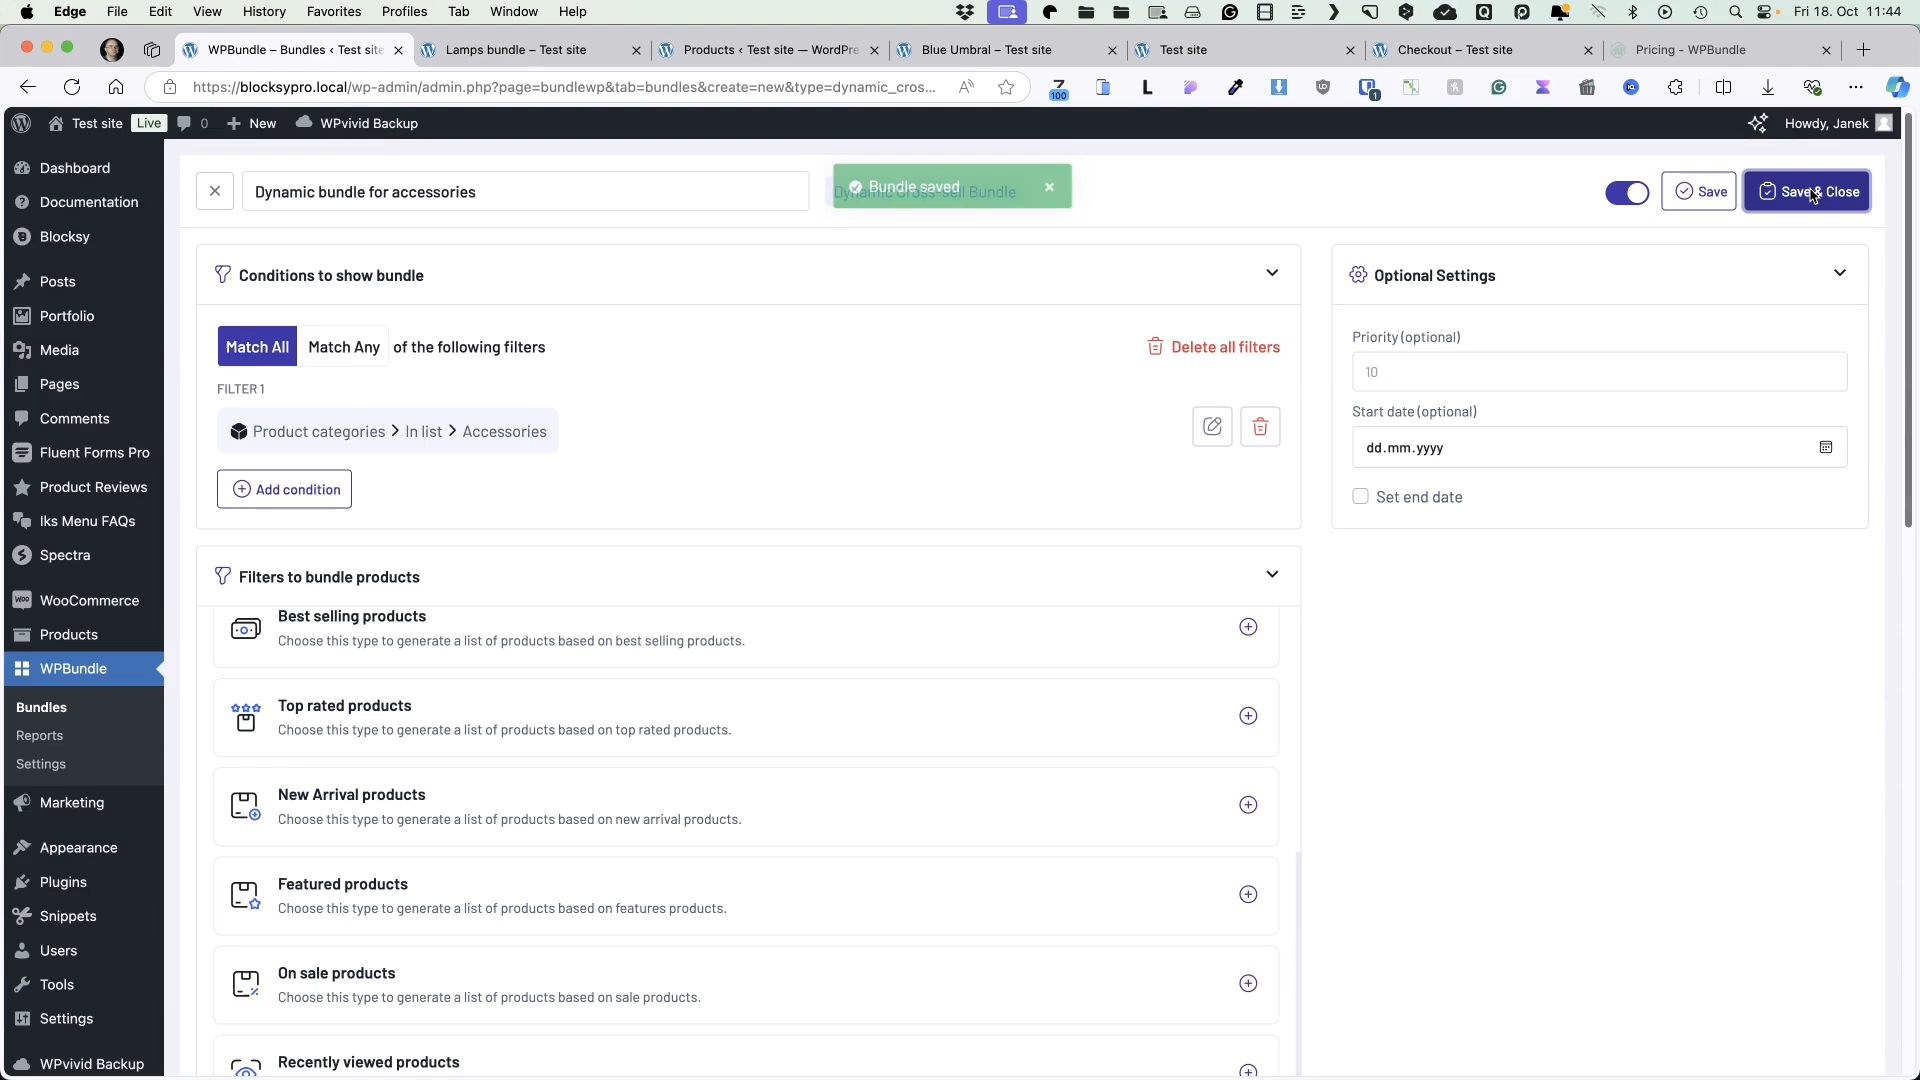 Edge File Edit View History Favorites Profiles Tab Window Help Fri 18. Oct 11:44
WPBundle – Bundles ‹ Test site
Lamps bundle – Test site
Products ‹ Test site — WordPre
Blue Umbral – Test site
Test site
Checkout – Test site
Pricing - WPBundle
https://blocksypro.local/wp-admin/admin.php?page=bundlewp&tab=bundles&create=new&type=dynamic_cros...
100
1
Test site Live 0 New WPvivid Backup Howdy, Janek
Dashboard
Documentation
Blocksy
Posts
Portfolio
Media
Pages
Comments
Fluent Forms Pro
Product Reviews
Iks Menu FAQs
Spectra
WooCommerce
Products
WPBundle
Bundles
Reports
Settings
Marketing
Appearance
Plugins
Snippets
Users
Tools
Settings
WPvivid Backup
Dynamic bundle for accessories
Dynamic Cross-sell Bundle
Bundle saved
Save
Save & Close
Conditions to show bundle
Match All Match Any of the following filters
Delete all filters
FILTER 1
Product categories > In list > Accessories
Add condition
Filters to bundle products
Best selling products
Choose this type to generate a list of products based on best selling products.
Top rated products
Choose this type to generate a list of products based on top rated products.
New Arrival products
Choose this type to generate a list of products based on new arrival products.
Featured products
Choose this type to generate a list of products based on features products.
On sale products
Choose this type to generate a list of products based on sale products.
Recently viewed products
Optional Settings
Priority (optional)
10
Start date (optional)
dd.mm.yyyy
Set end date